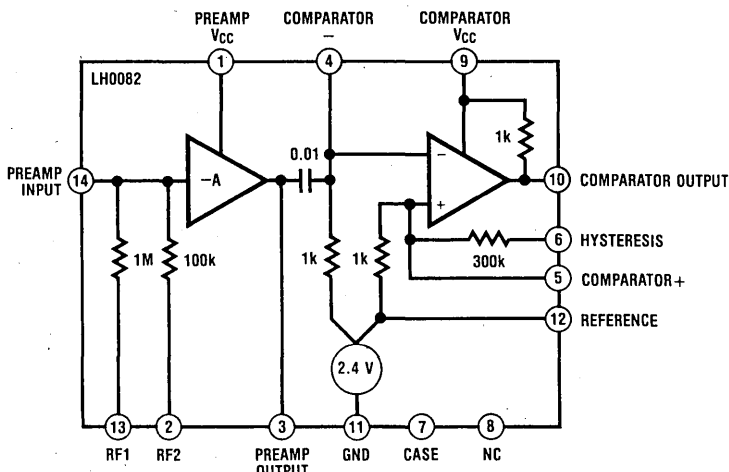 PREAMP
VCC
COMPARATOR
−
COMPARATOR
VCC
1
4
9
LH0082
1k
0.01
PREAMP
INPUT
14
−A
−
+
10
COMPARATOR OUTPUT
6
HYSTERESIS
300k
1M
100k
1k
1k
5
COMPARATOR+
12
REFERENCE
2.4 V
13
2
3
11
7
8
RF1
RF2
PREAMP
OUTPUT
GND
CASE
NC